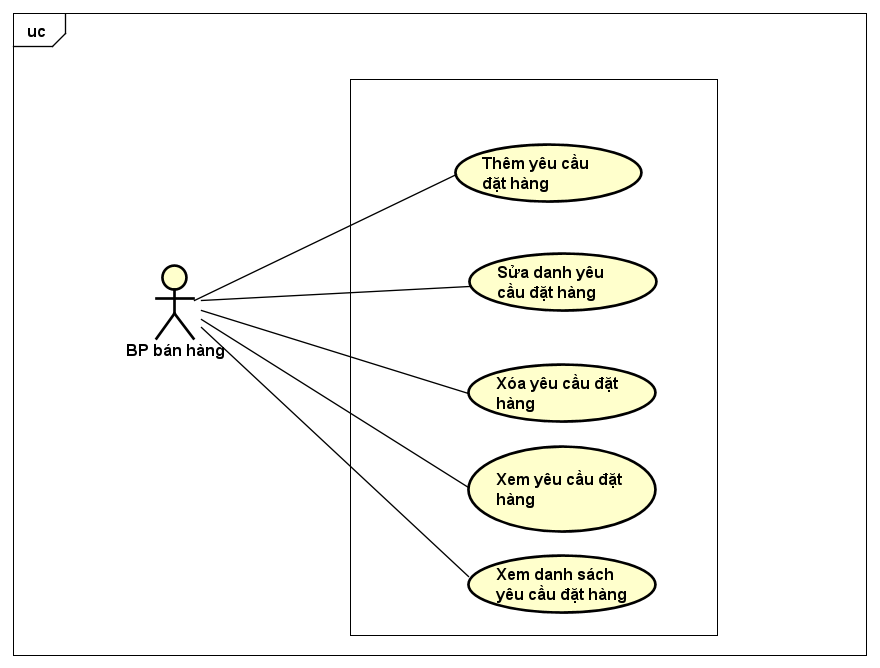 uc
Thêm yêu cầu
đặt hàng
Sửa danh yêu
cầu đặt hàng
BP bán hàng
Xóa yêu cầu đặt
hàng
Xem yêu cầu đặt
hàng
Xem danh sách
yêu cầu đặt hàng